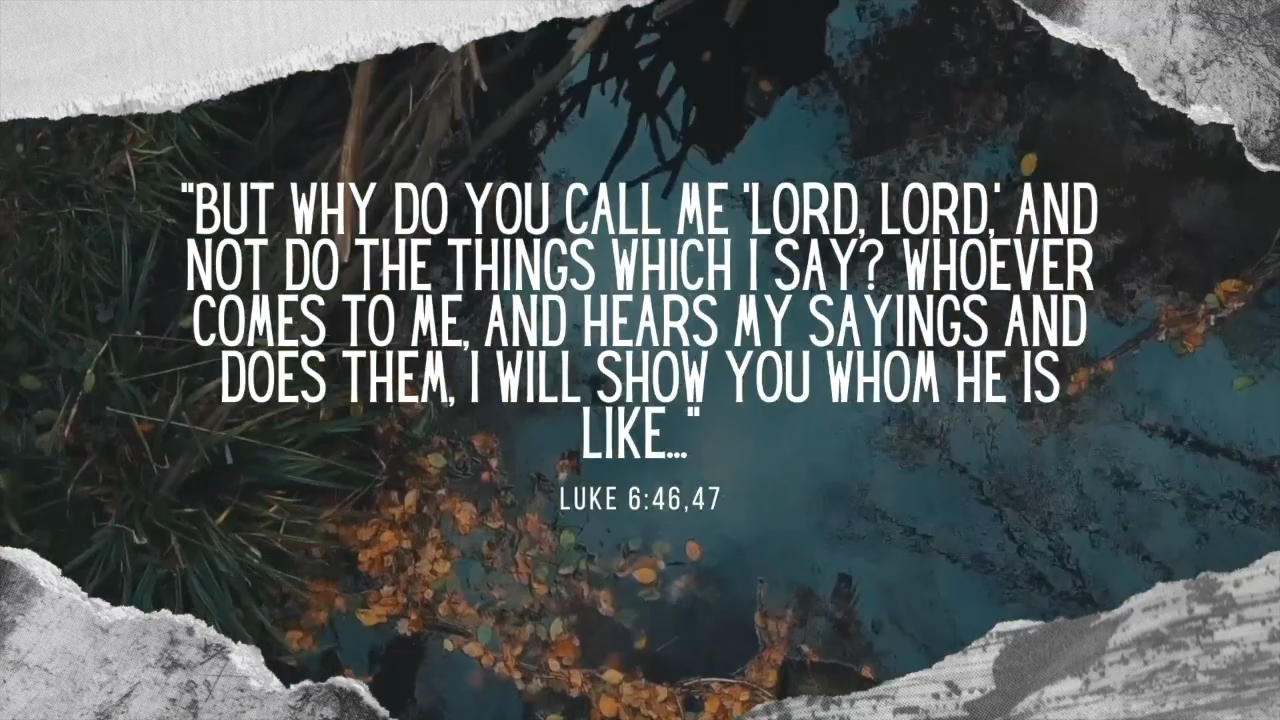 "BUT WHY DO YOU CALL ME 'LORD, LORD,' AND
NOT DO THE THINGS WHICH I SAY? WHOEVER
COMES TO ME, AND HEARS MY SAYINGS AND
DOES THEM, I WILL SHOW YOU WHOM HE IS
LIKE..."
LUKE 6:46,47